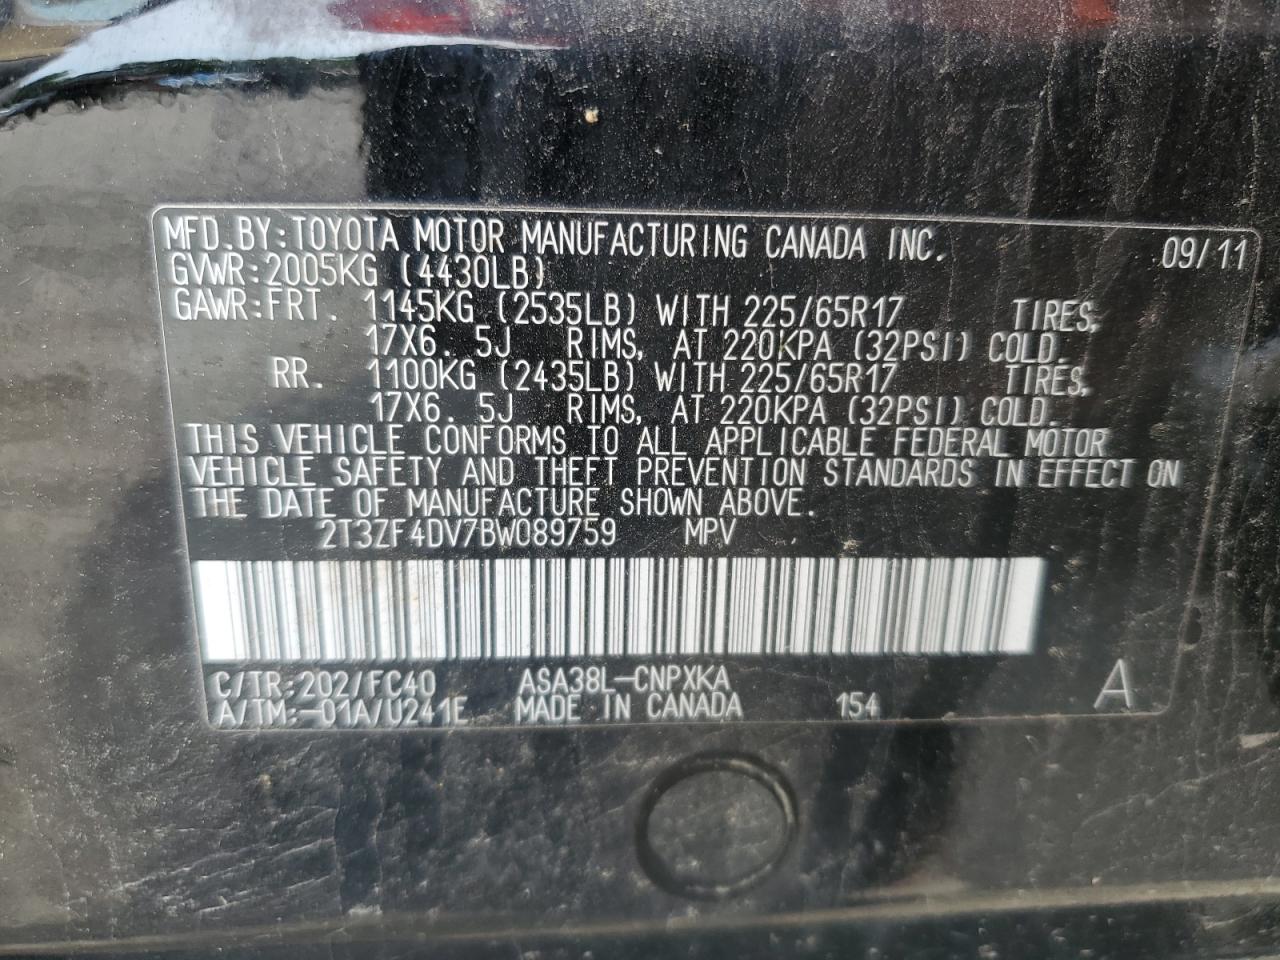 MFD.BY:TOYOTA MOTOR MANUFACTURING CANADA INC. 09/11
GVWR:2005KG (4430LB)
GAWR:FRT. 1145KG (2535LB) WITH 225/65R17 TIRES,
17X6.5J RIMS, AT 220KPA (32PSI) COLD.
RR. 1100KG (2435LB) WITH 225/65R17 TIRES,
17X6.5J RIMS, AT 220KPA (32PSI) COLD.
THIS VEHICLE CONFORMS TO ALL APPLICABLE FEDERAL MOTOR
VEHICLE SAFETY AND THEFT PREVENTION STANDARDS IN EFFECT ON
THE DATE OF MANUFACTURE SHOWN ABOVE.
2T3ZF4DV7BW089759 MPV
C/TR:202/FC40 ASA38L-CNPXKA
A/TM:-01A/U241E MADE IN CANADA 154 A